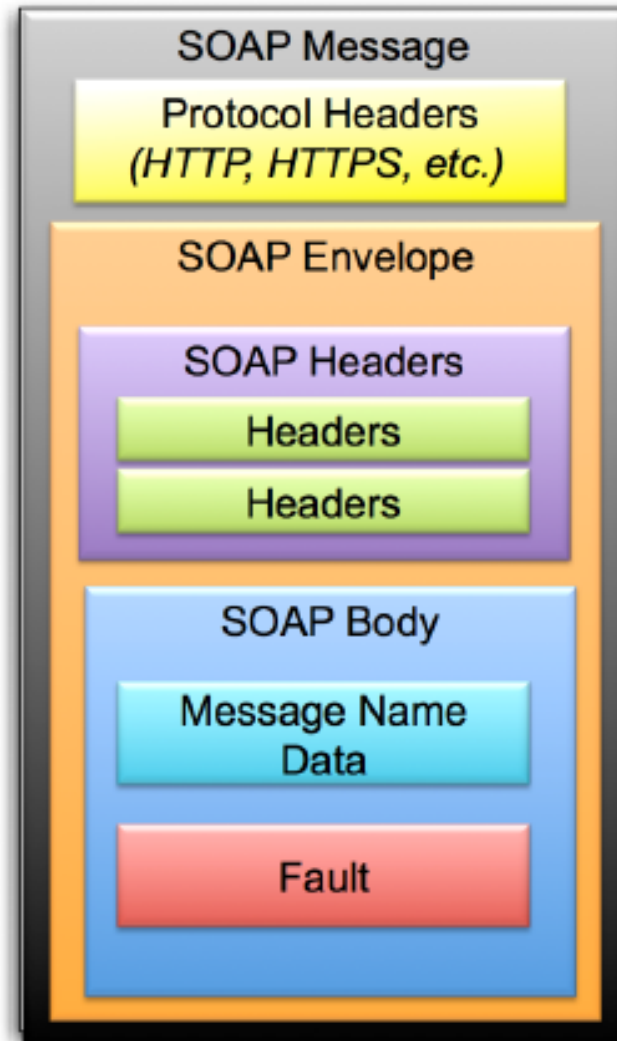 SOAP Message
Protocol Headers
(HTTP, HTTPS, etc.)
SOAP Envelope
SOAP Headers
Headers
Headers
SOAP Body
Message Name
Data
Fault